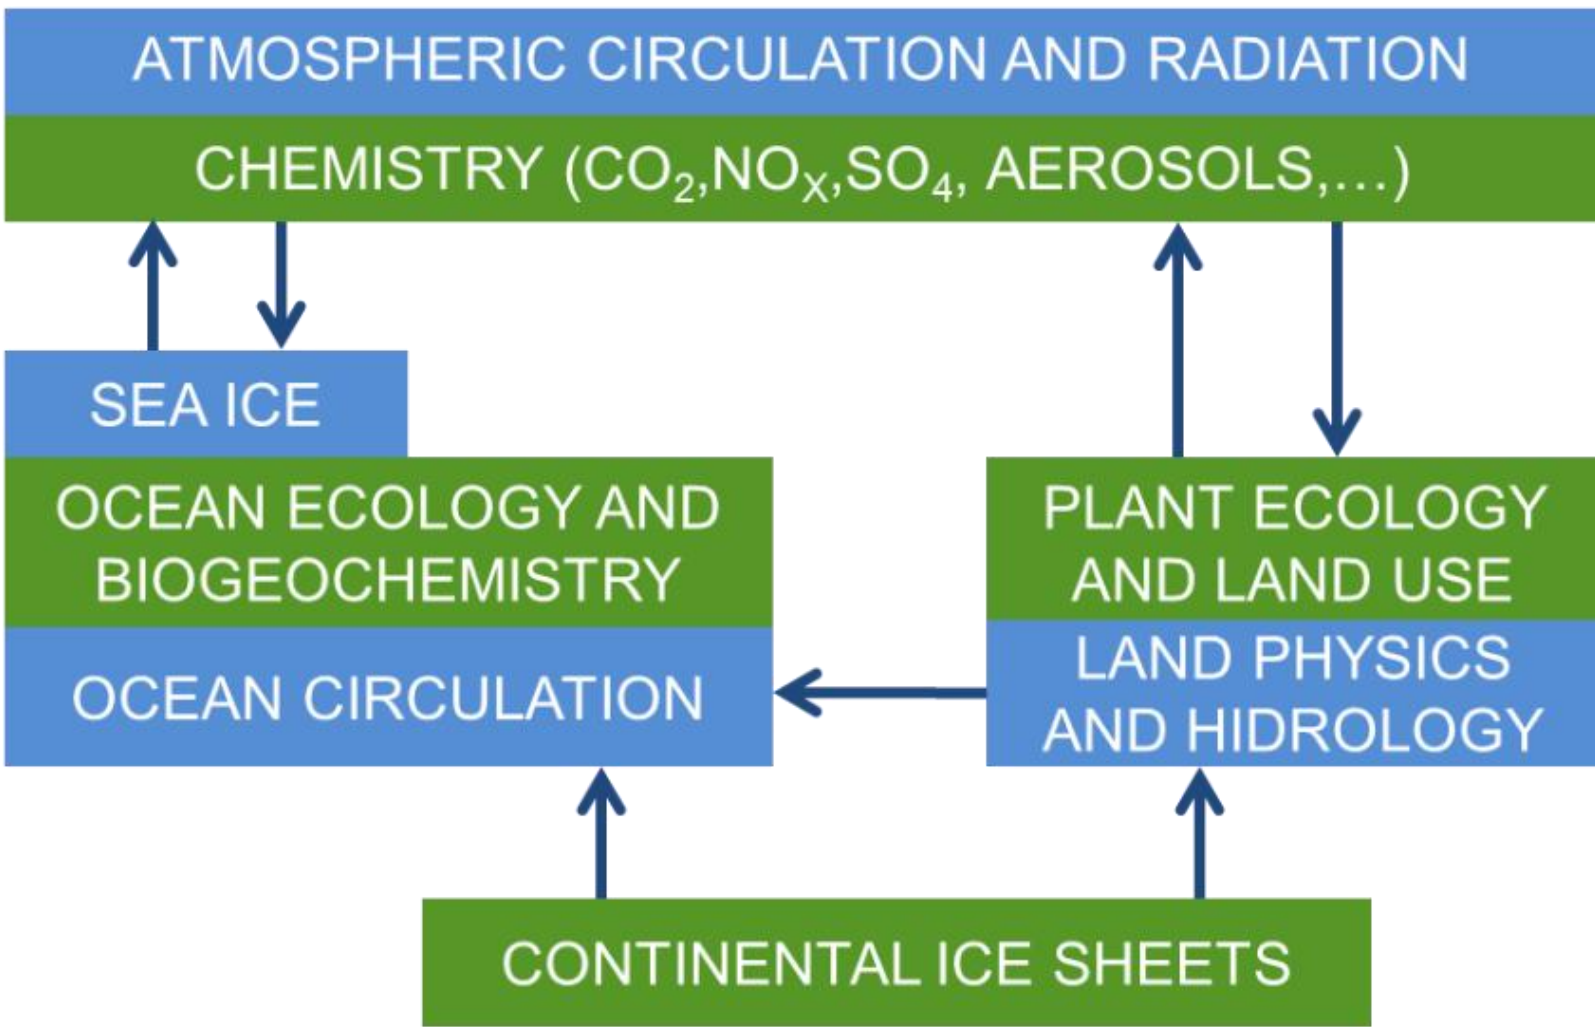 ATMOSPHERIC CIRCULATION AND RADIATION
CHEMISTRY (CO₂,NOₓ,SO₄, AEROSOLS,...)
SEA ICE
OCEAN ECOLOGY AND
BIOGEOCHEMISTRY
OCEAN CIRCULATION
PLANT ECOLOGY
AND LAND USE
LAND PHYSICS
AND HIDROLOGY
CONTINENTAL ICE SHEETS